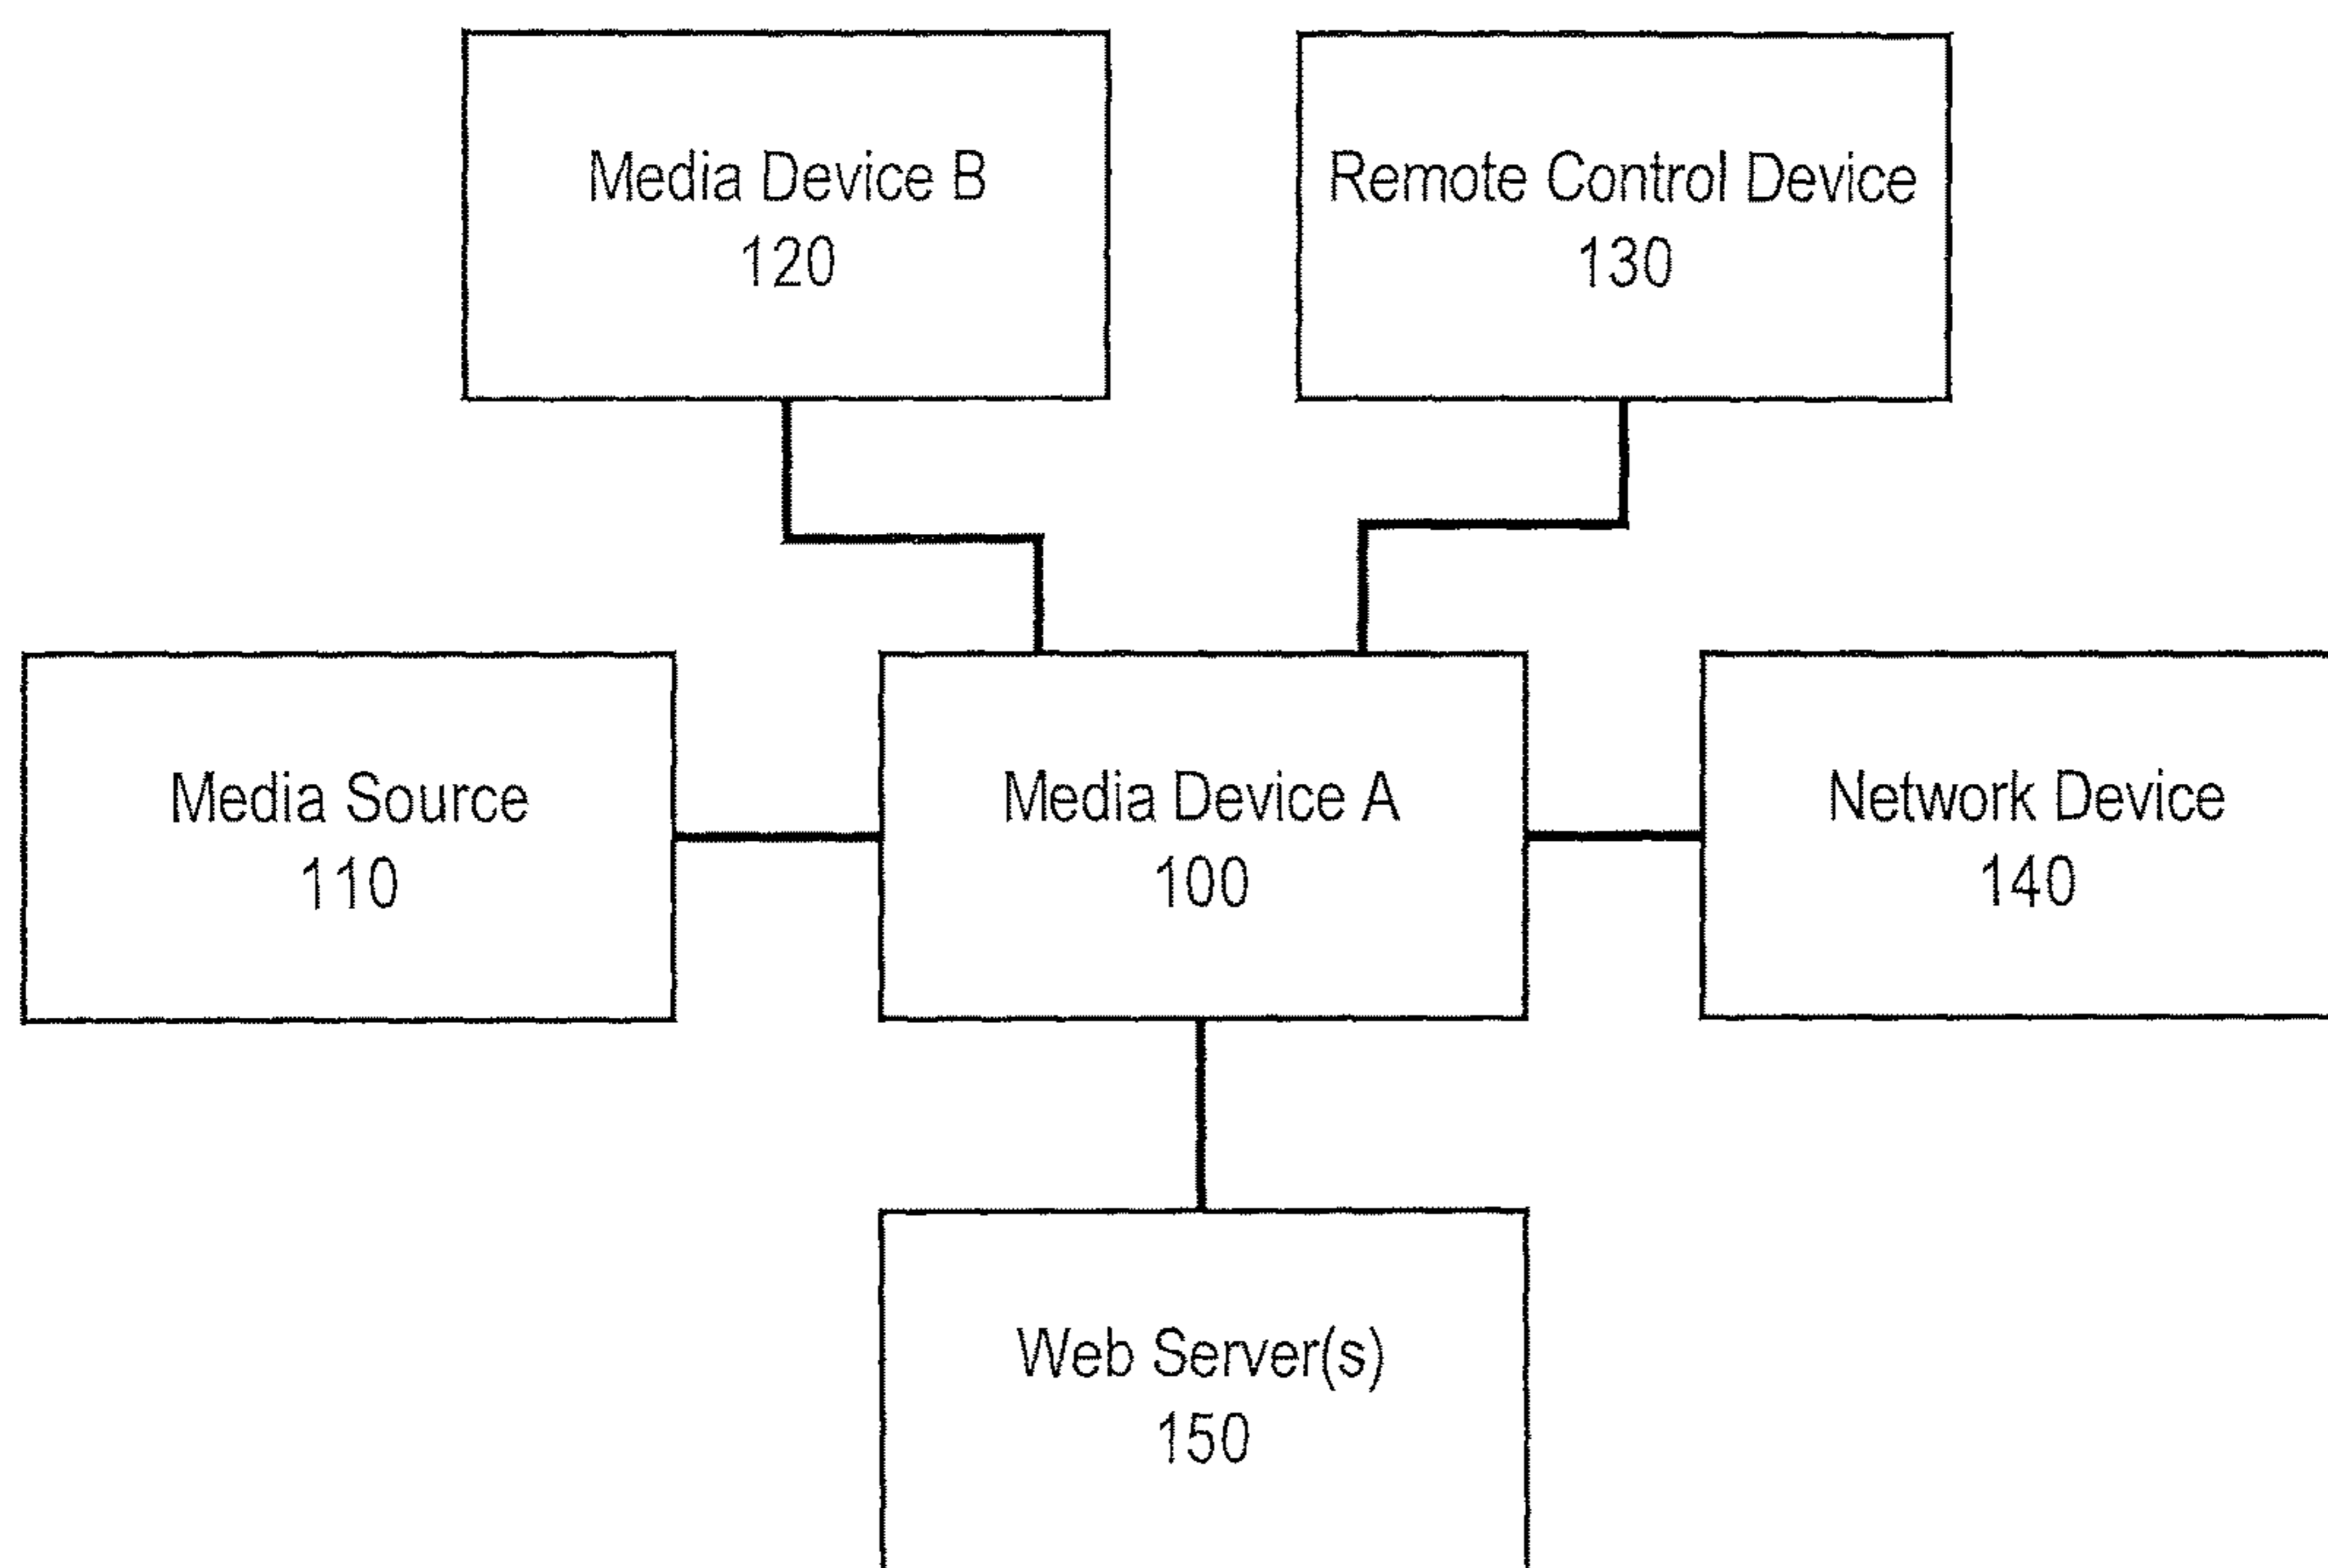 Media Device B
120
Remote Control Device
130
Media Source
110
Media Device A
100
Network Device
140
Web Server(s)
150